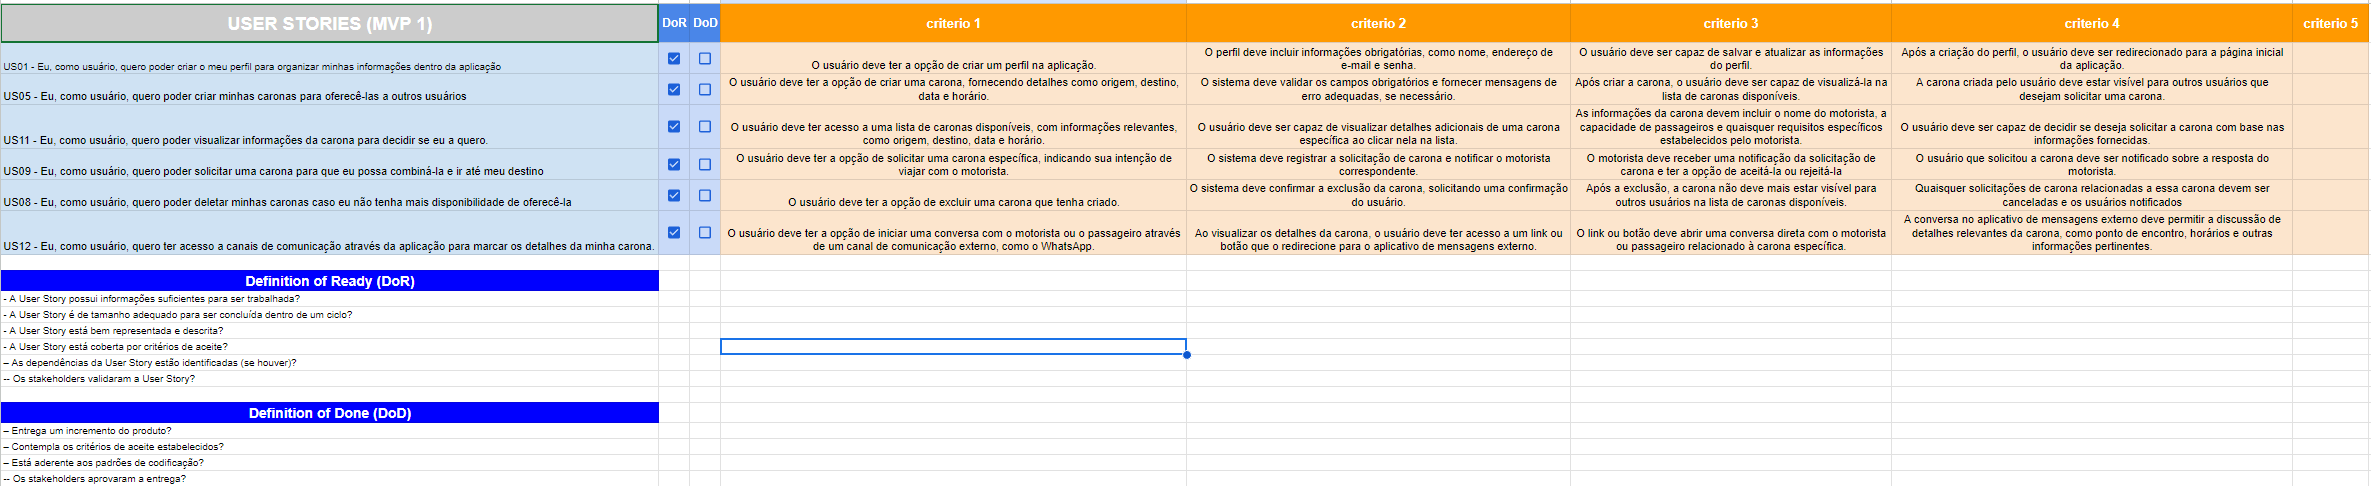 USER STORIES (MVP 1) DoR DoD criterio 1 criterio 2 criterio 3 criterio 4 criterio 5
US01 - Eu, como usuário, quero poder criar o meu perfil para organizar minhas informações dentro da aplicação
O usuário deve ter a opção de criar um perfil na aplicação.
O perfil deve incluir informações obrigatórias, como nome, endereço de
e-mail e senha.
O usuário deve ser capaz de salvar e atualizar as informações
do perfil.
Após a criação do perfil, o usuário deve ser redirecionado para a página inicial
da aplicação.
US05 - Eu, como usuário, quero poder criar minhas caronas para oferecê-las a outros usuários
O usuário deve ter a opção de criar uma carona, fornecendo detalhes como origem, destino,
data e horário.
O sistema deve validar os campos obrigatórios e fornecer mensagens de
erro adequadas, se necessário.
Após criar a carona, o usuário deve ser capaz de visualizá-la na
lista de caronas disponíveis.
A carona criada pelo usuário deve estar visível para outros usuários que
desejam solicitar uma carona.
US11 - Eu, como usuário, quero poder visualizar informações da carona para decidir se eu a quero.
O usuário deve ter acesso a uma lista de caronas disponíveis, com informações relevantes,
como origem, destino, data e horário.
O usuário deve ser capaz de visualizar detalhes adicionais de uma carona
específica ao clicar nela na lista.
As informações da carona devem incluir o nome do motorista, a
capacidade de passageiros e quaisquer requisitos específicos
estabelecidos pelo motorista.
O usuário deve ser capaz de decidir se deseja solicitar a carona com base nas
informações fornecidas.
US09 - Eu, como usuário, quero poder solicitar uma carona para que eu possa combiná-la e ir até meu destino
O usuário deve ter a opção de solicitar uma carona específica, indicando sua intenção de
viajar com o motorista.
O sistema deve registrar a solicitação de carona e notificar o motorista
correspondente.
O motorista deve receber uma notificação da solicitação de
carona e ter a opção de aceitá-la ou rejeitá-la
O usuário que solicitou a carona deve ser notificado sobre a resposta do
motorista.
US08 - Eu, como usuário, quero poder deletar minhas caronas caso eu não tenha mais disponibilidade de oferecê-la
O usuário deve ter a opção de excluir uma carona que tenha criado.
O sistema deve confirmar a exclusão da carona, solicitando uma confirmação
do usuário.
Após a exclusão, a carona não deve mais estar visível para
outros usuários na lista de caronas disponíveis.
Quaisquer solicitações de carona relacionadas a essa carona devem ser
canceladas e os usuários notificados
US12 - Eu, como usuário, quero ter acesso a canais de comunicação através da aplicação para marcar os detalhes da minha carona.
O usuário deve ter a opção de iniciar uma conversa com o motorista ou o passageiro através
de um canal de comunicação externo, como o WhatsApp.
Ao visualizar os detalhes da carona, o usuário deve ter acesso a um link ou
botão que o redirecione para o aplicativo de mensagens externo.
O link ou botão deve abrir uma conversa direta com o motorista
ou passageiro relacionado à carona específica.
A conversa no aplicativo de mensagens externo deve permitir a discussão de
detalhes relevantes da carona, como ponto de encontro, horários e outras
informações pertinentes.
Definition of Ready (DoR)
- A User Story possui informações suficientes para ser trabalhada?
- A User Story é de tamanho adequado para ser concluída dentro de um ciclo?
- A User Story está bem representada e descrita?
- A User Story está coberta por critérios de aceite?
– As dependências da User Story estão identificadas (se houver)?
-- Os stakeholders validaram a User Story?
Definition of Done (DoD)
– Entrega um incremento do produto?
– Contempla os critérios de aceite estabelecidos?
– Está aderente aos padrões de codificação?
-- Os stakeholders aprovaram a entrega?